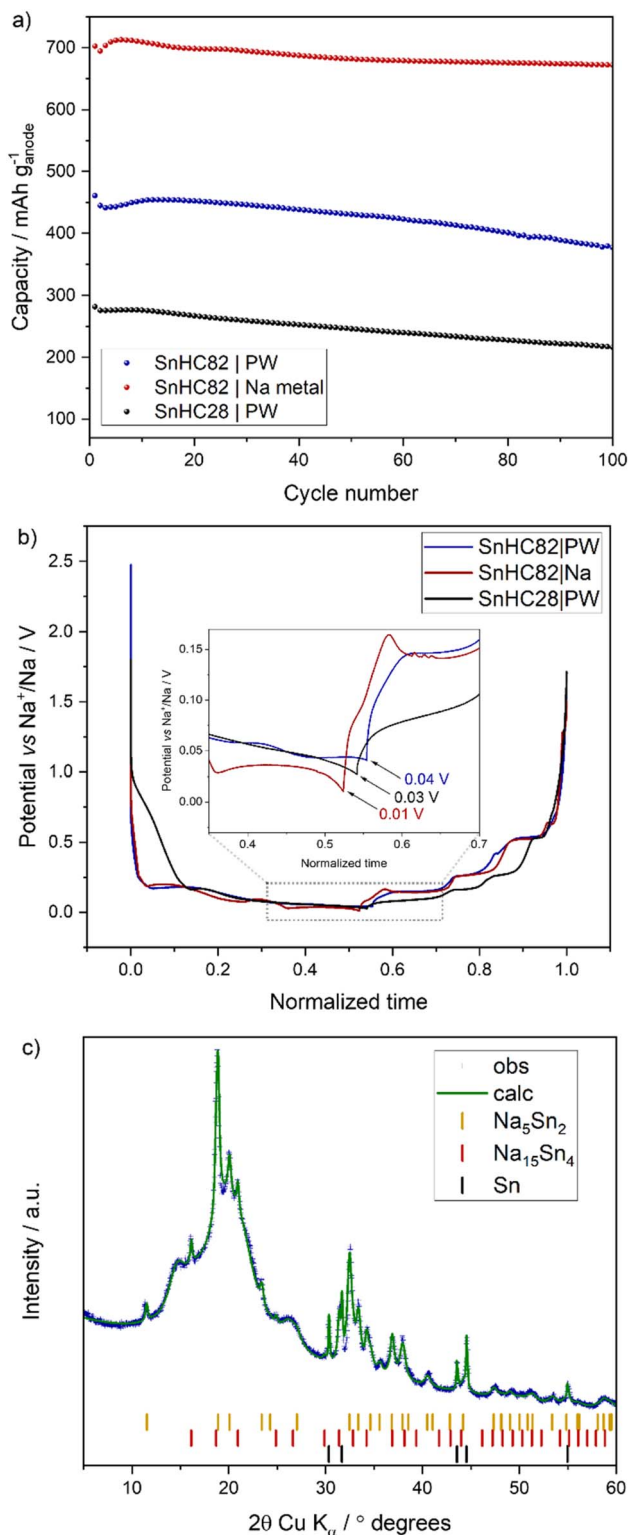 a)
700
600
500
400
300
200
100
Capacity / mAh g⁻¹anode
SnHC82 | PW
SnHC82 | Na metal
SnHC28 | PW
0 20 40 60 80 100
Cycle number
b)
2.5
2.0
1.5
1.0
0.5
0.0
Potential vs Na⁺/Na / V
SnHC82|PW
SnHC82|Na
SnHC28|PW
0.15
0.10
0.05
0.00
Potential vs Na⁺/Na / V
0.04 V
0.03 V
0.01 V
0.4 0.5 0.6 0.7
Normalized time
0.0 0.2 0.4 0.6 0.8 1.0
Normalized time
c)
Intensity / a.u.
obs
calc
Na₅Sn₂
Na₁₅Sn₄
Sn
10 20 30 40 50 60
2θ Cu Kα / ° degrees